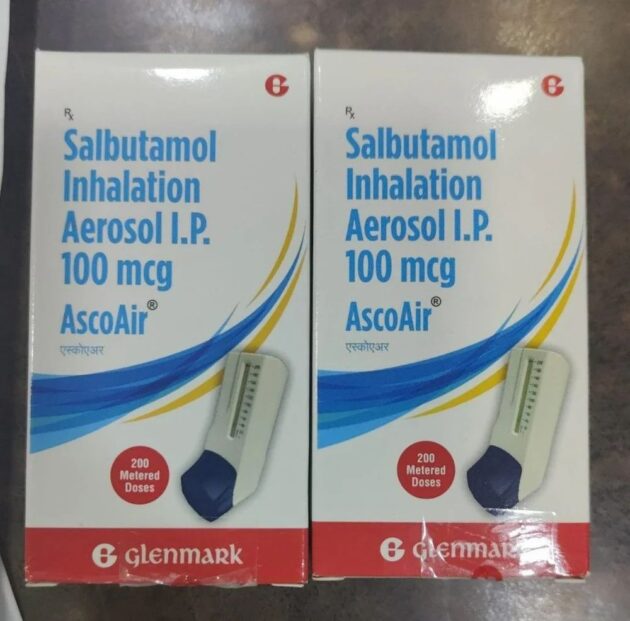 Rx
Salbutamol
Inhalation
Aerosol I.P.
100 mcg
AscoAir®
एस्कोएअर
200
Metered
Doses
Glenmark
Rx
Salbutamol
Inhalation
Aerosol I.P.
100 mcg
AscoAir®
एस्कोएअर
200
Metered
Doses
Glenmark